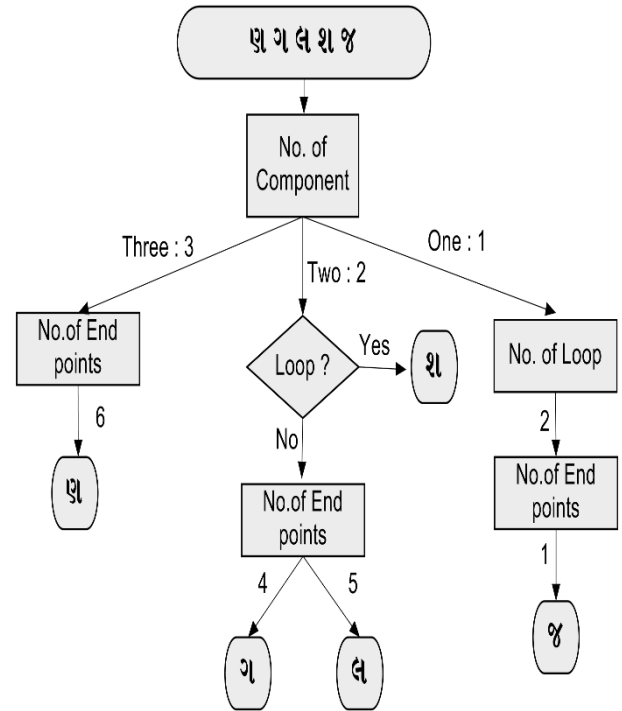 ણ ગ લ શ જ
No. of
Component
Three : 3
Two : 2
One : 1
No.of End
points
Loop ?
Yes
શ
No. of Loop
6
No
2
ણ
No.of End
points
No.of End
points
4
5
1
ગ
લ
જ